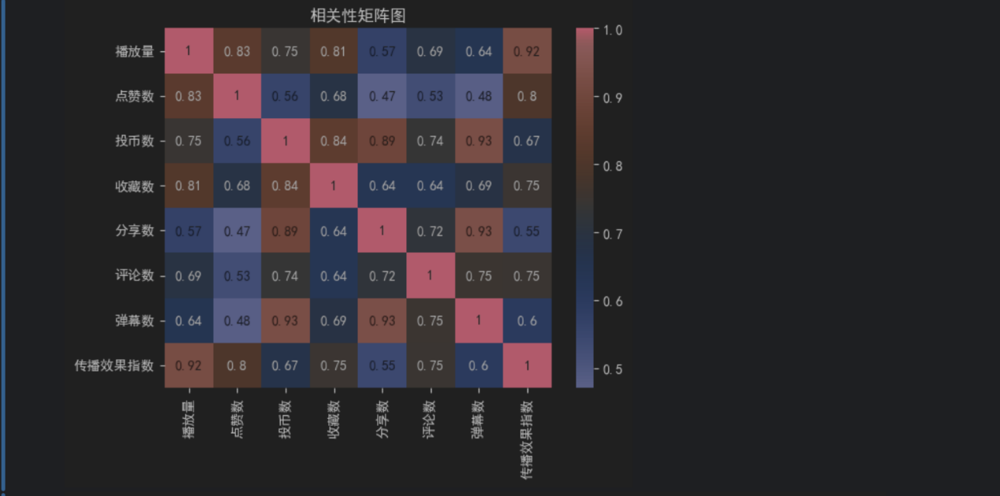 相关性矩阵图
播放量 1 0.83 0.75 0.81 0.57 0.69 0.64 0.92
点赞数 0.83 1 0.56 0.68 0.47 0.53 0.48 0.8
投币数 0.75 0.56 1 0.84 0.89 0.74 0.93 0.67
收藏数 0.81 0.68 0.84 1 0.64 0.64 0.69 0.75
分享数 0.57 0.47 0.89 0.64 1 0.72 0.93 0.55
评论数 0.69 0.53 0.74 0.64 0.72 1 0.75 0.75
弹幕数 0.64 0.48 0.93 0.69 0.93 0.75 1 0.6
传播效果指数 0.92 0.8 0.67 0.75 0.55 0.75 0.6 1
播放量
点赞数
投币数
收藏数
分享数
评论数
弹幕数
传播效果指数
1.0
0.9
0.8
0.7
0.6
0.5